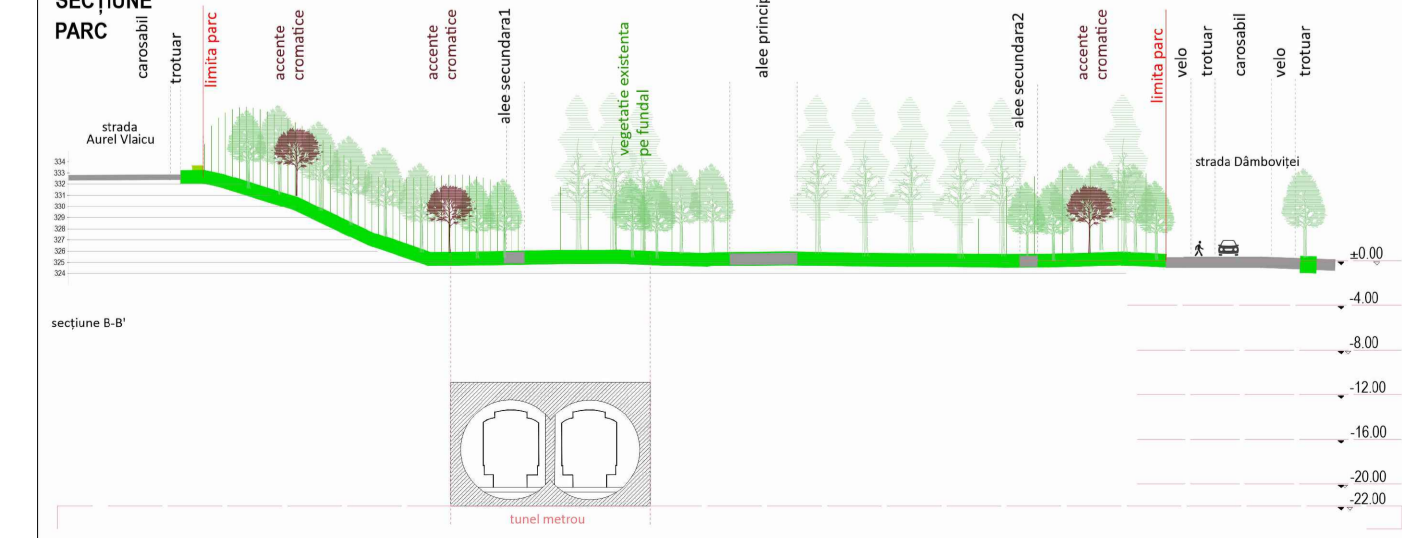 SECȚIUNE
PARC
carosabil
trotuar
limita parc
accente
cromatice
accente
cromatice
alee secundara1
vegetatie existenta
pe fundal
alee
alee secundara2
accente
cromatice
limita parc
velo
trotuar
carosabil
velo
trotuar
strada
Aurel Vlaicu
strada Dâmboviței
334
333
332
331
330
329
328
327
326
325
324
secțiune B-B'
±0.00
-4.00
-8.00
-12.00
-16.00
-20.00
-22.00
tunel metrou